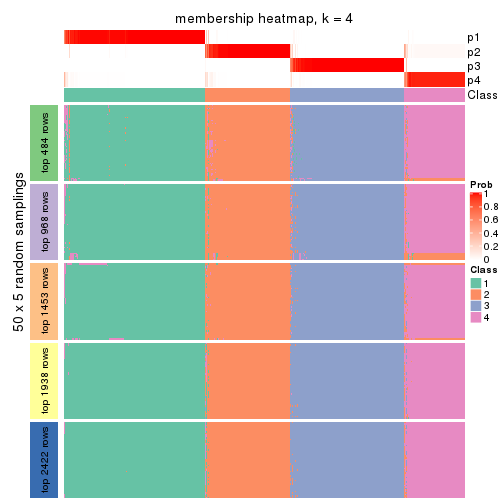 membership heatmap, k = 4
p1
p2
p3
p4
Class
50 x 5 random samplings
top 484 rows
top 968 rows
top 1453 rows
top 1938 rows
top 2422 rows
Prob
1
0.8
0.6
0.4
0.2
0
Class
1
2
3
4